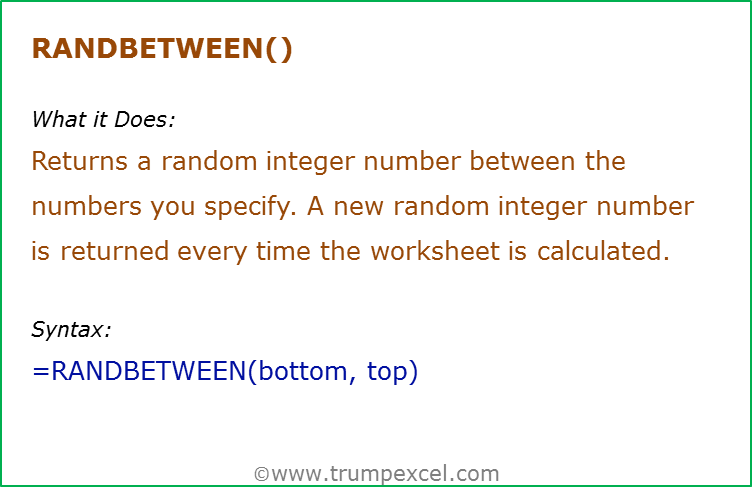 RANDBETWEEN()
What it Does:
Returns a random integer number between the
numbers you specify. A new random integer number
is returned every time the worksheet is calculated.
Syntax:
=RANDBETWEEN(bottom, top)
©www.trumpexcel.com